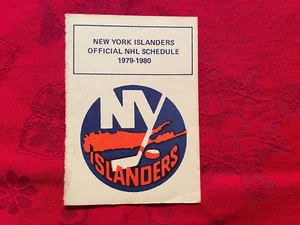 NEW YORK ISLANDERS
OFFICIAL NHL SCHEDULE
1979-1980
NY
ISLANDERS